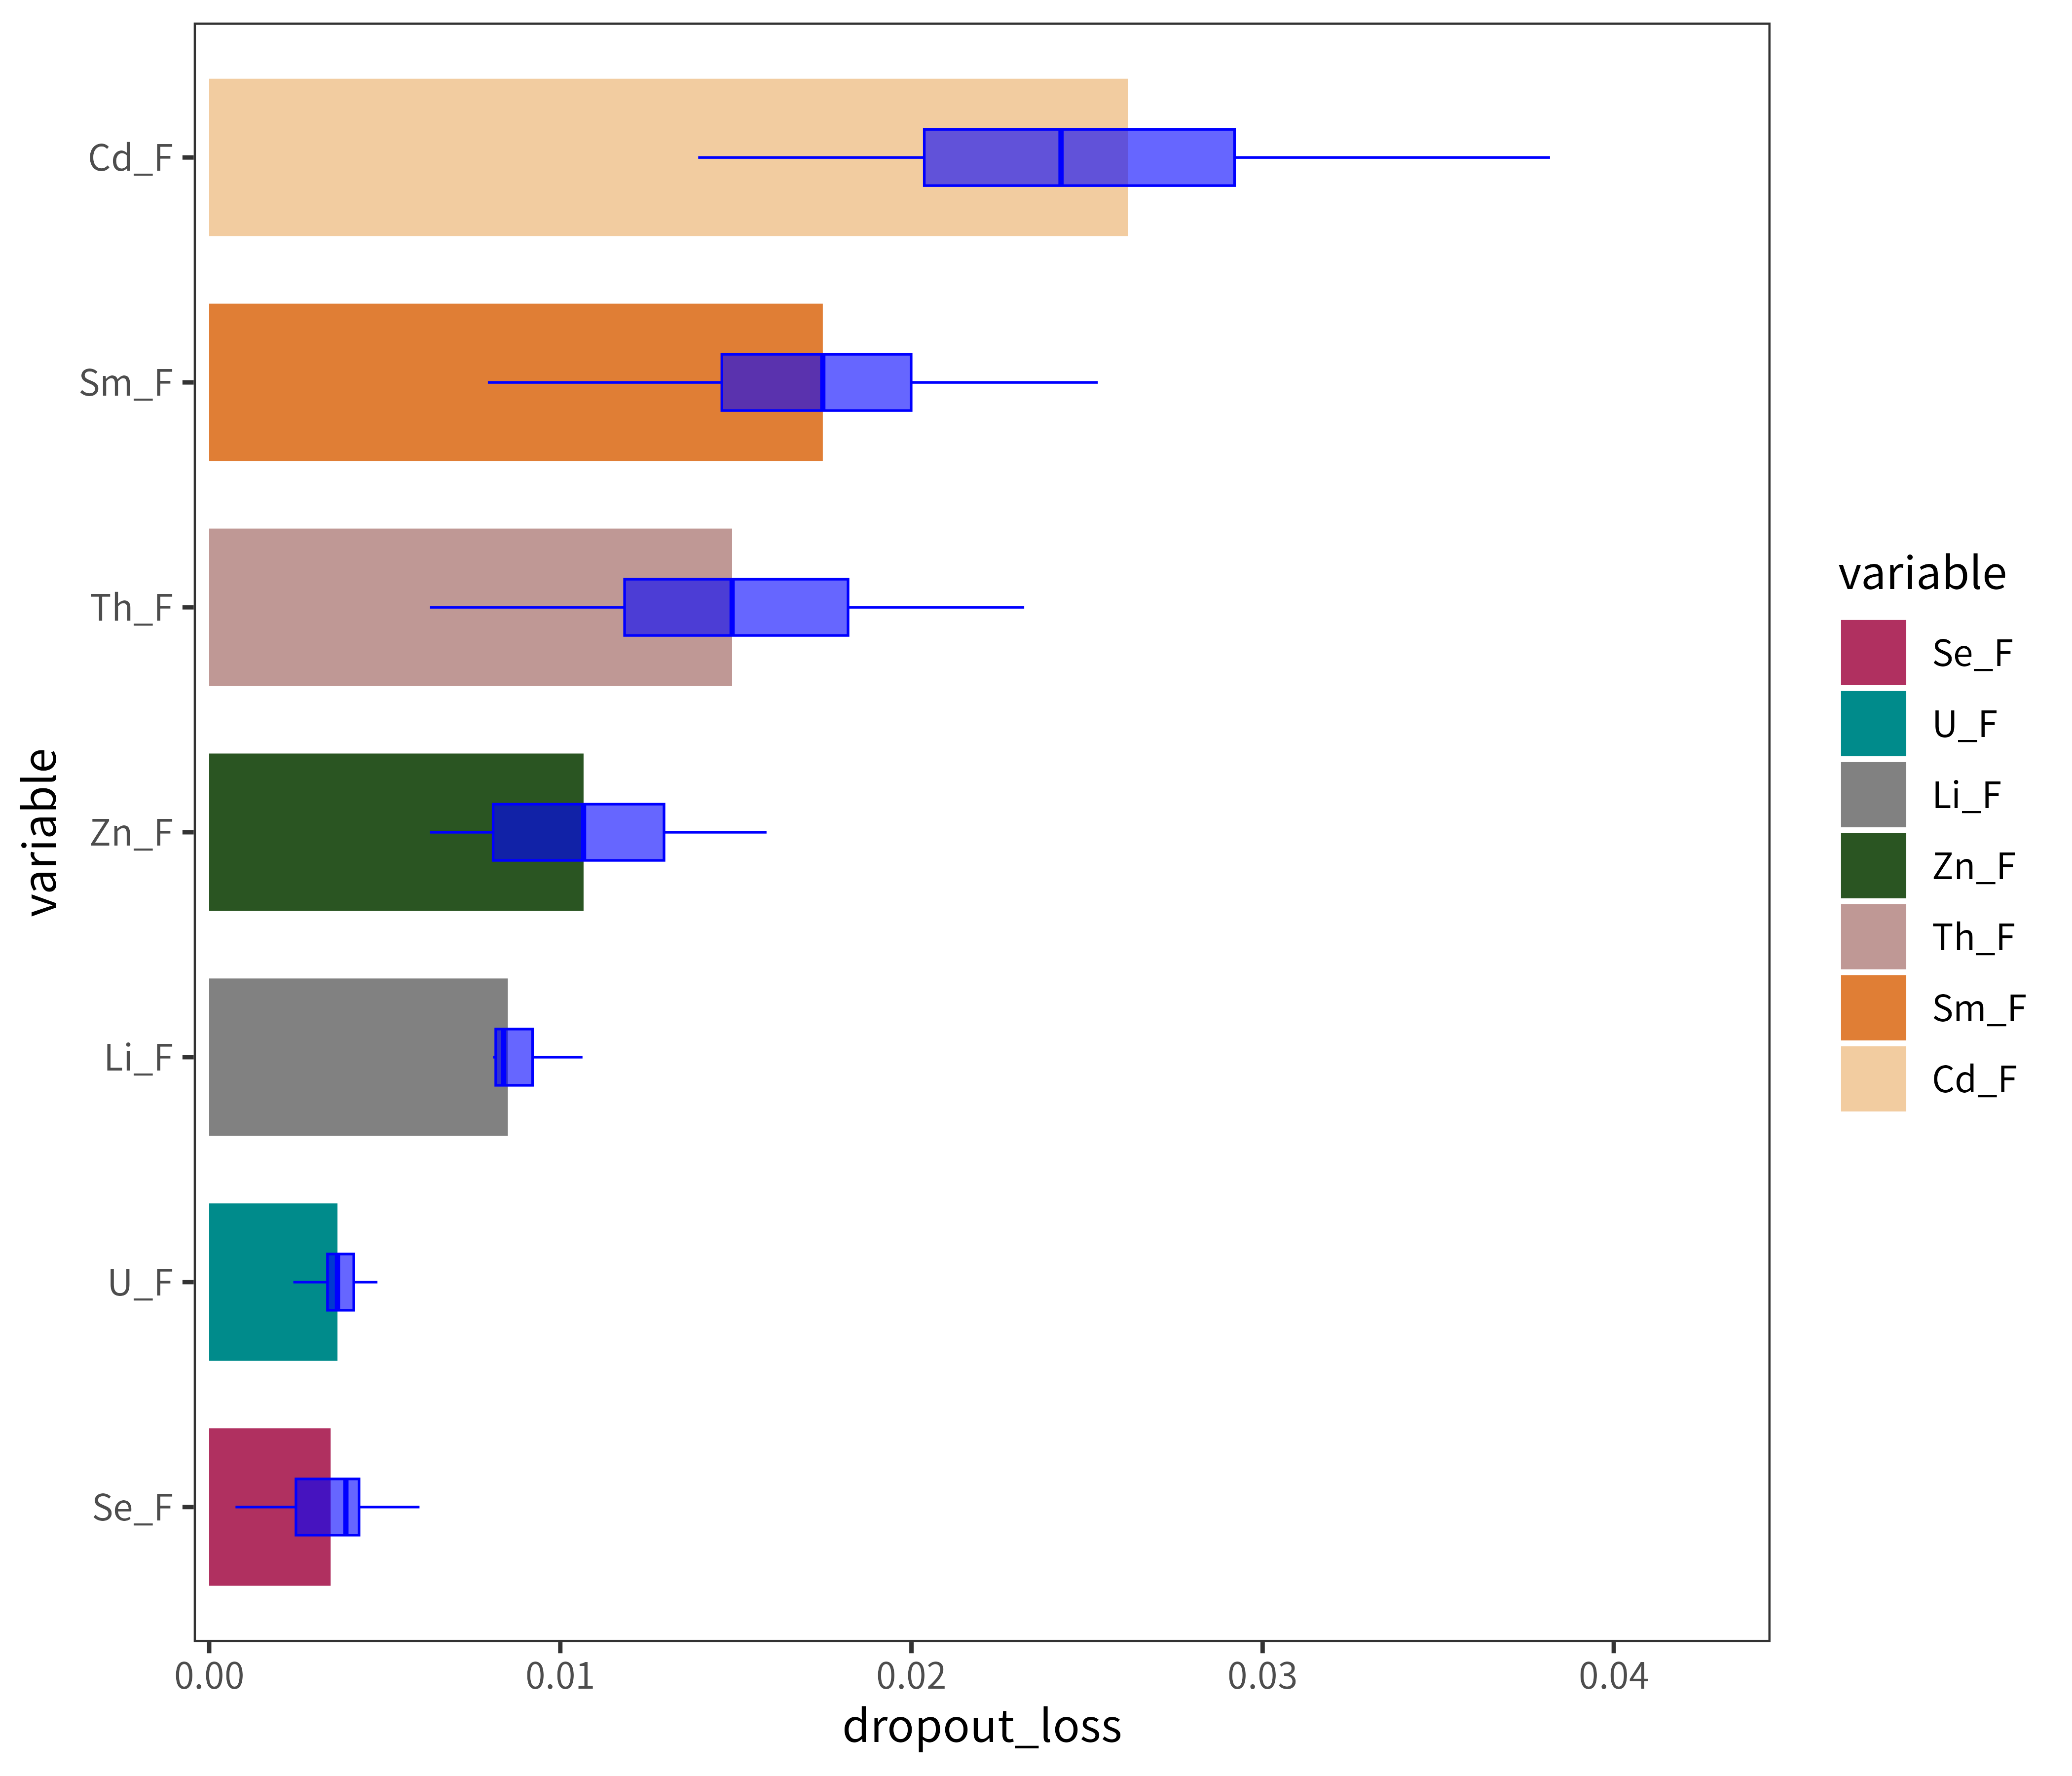 Cd_F
Sm_F
Th_F
Zn_F
Li_F
U_F
Se_F
variable
0.00 0.01 0.02 0.03 0.04
dropout_loss
variable
Se_F
U_F
Li_F
Zn_F
Th_F
Sm_F
Cd_F